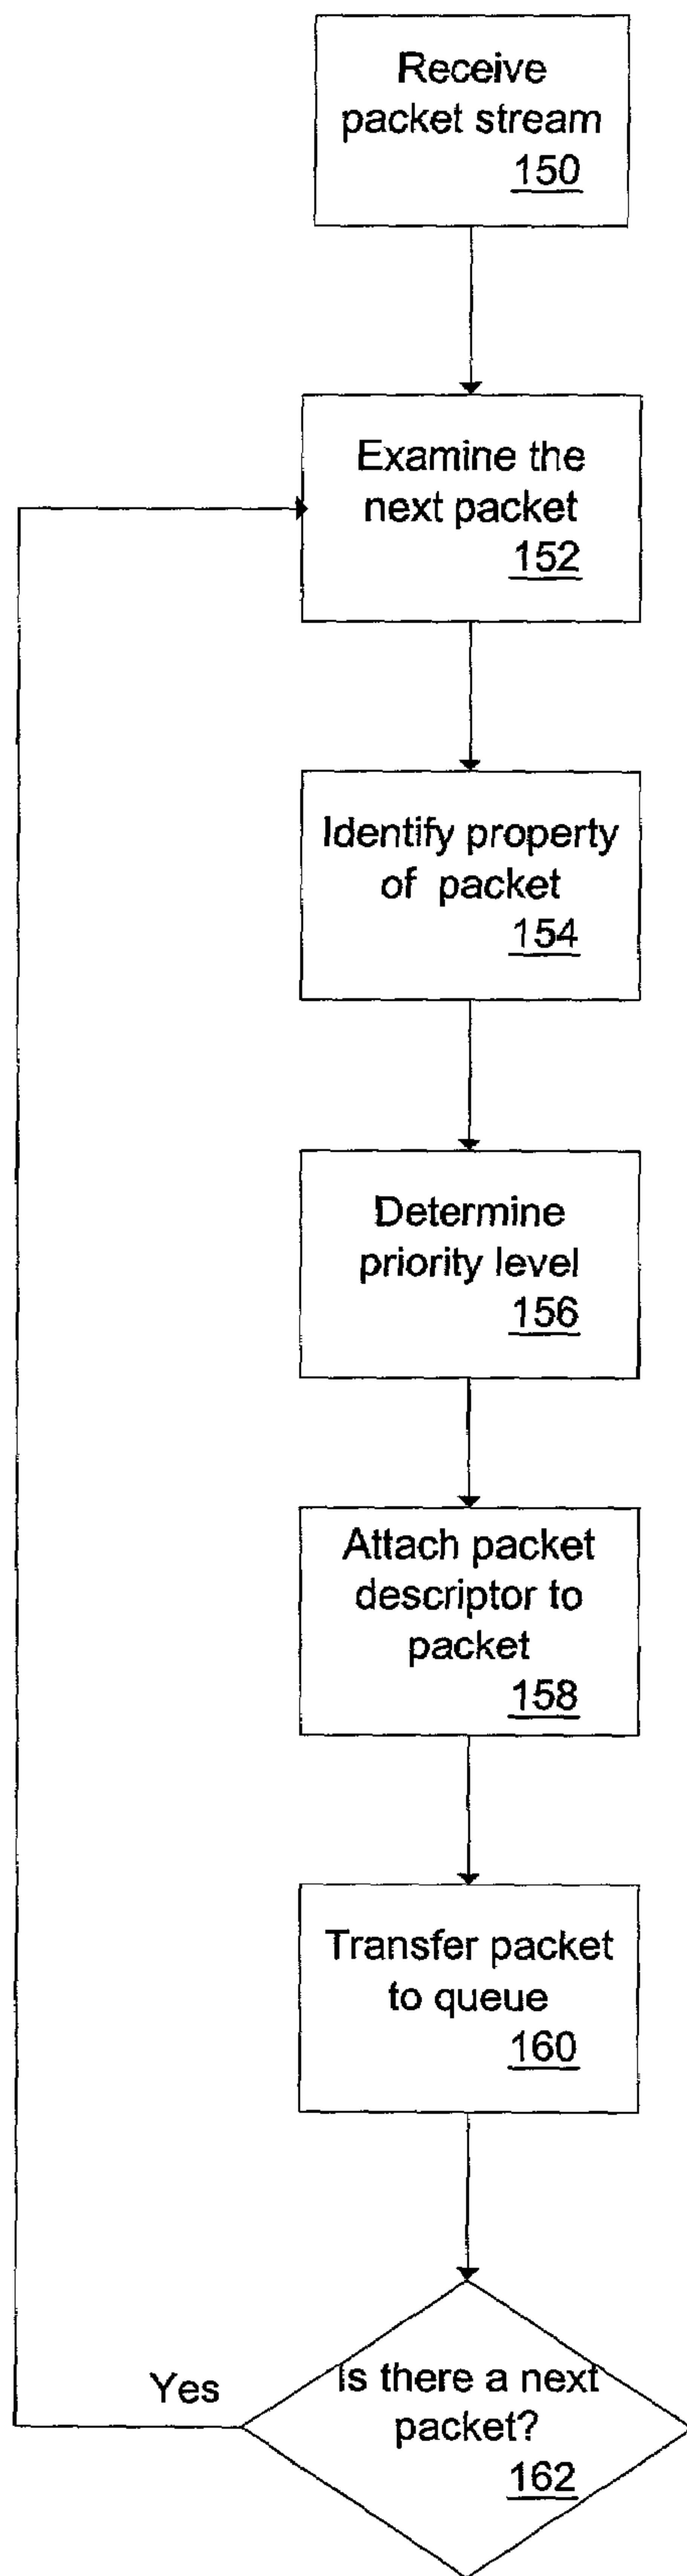 Receive
packet stream
150
Examine the
next packet
152
Identify property
of packet
154
Determine
priority level
156
Attach packet
descriptor to
packet
158
Transfer packet
to queue
160
Yes
Is there a next
packet?
162